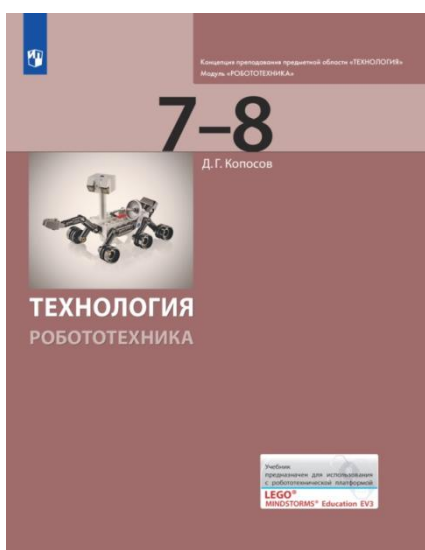 Концепция преподавания предметной области «ТЕХНОЛОГИЯ»
Модуль «РОБОТОТЕХНИКА»
7–8
Д. Г. Копосов
ТЕХНОЛОГИЯ
РОБОТОТЕХНИКА
Учебник
предназначен для использования
с робототехнической платформой
LEGO®
MINDSTORMS® Education EV3